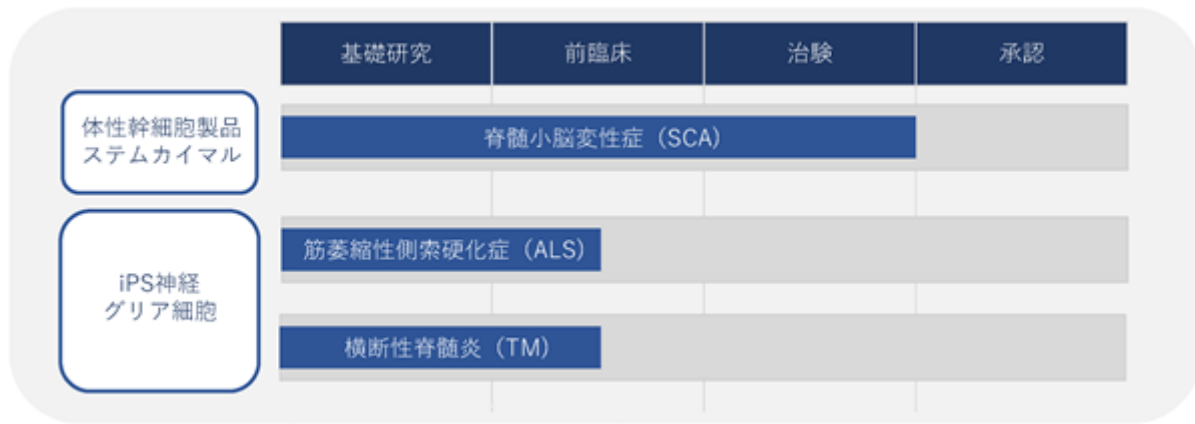 基礎研究
前臨床
治験
承認
体性幹細胞製品
ステムカイマル
脊髄小脳変性症（SCA）
iPS神経
グリア細胞
筋萎縮性側索硬化症（ALS）
横断性脊髄炎（TM）